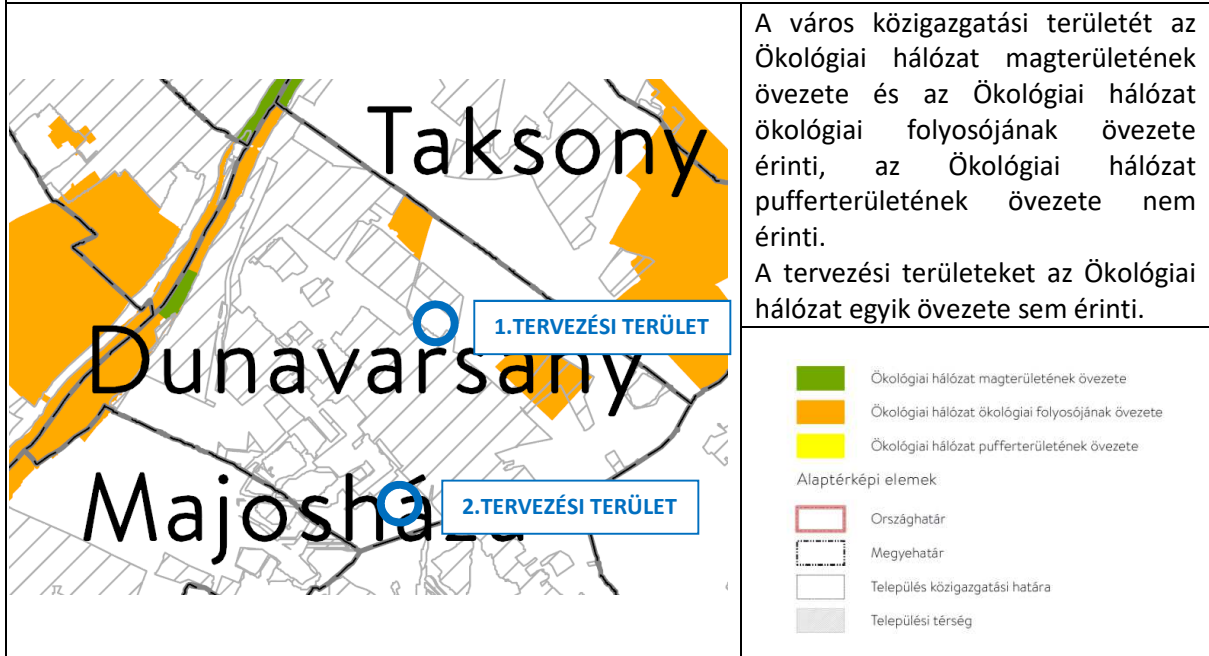 Taksony
Dunavarsány
Majosháza
1.TERVEZÉSI TERÜLET
2.TERVEZÉSI TERÜLET
A város közigazgatási területét az
Ökológiai hálózat magterületének
övezete és az Ökológiai hálózat
ökológiai folyosójának övezete
érinti, az Ökológiai hálózat
pufferterületének övezete nem
érinti.
A tervezési területeket az Ökológiai
hálózat egyik övezete sem érinti.
Ökológiai hálózat magterületének övezete
Ökológiai hálózat ökológiai folyosójának övezete
Ökológiai hálózat pufferterületének övezete
Alaptérképi elemek
Országhatár
Megyehatár
Település közigazgatási határa
Települési térség